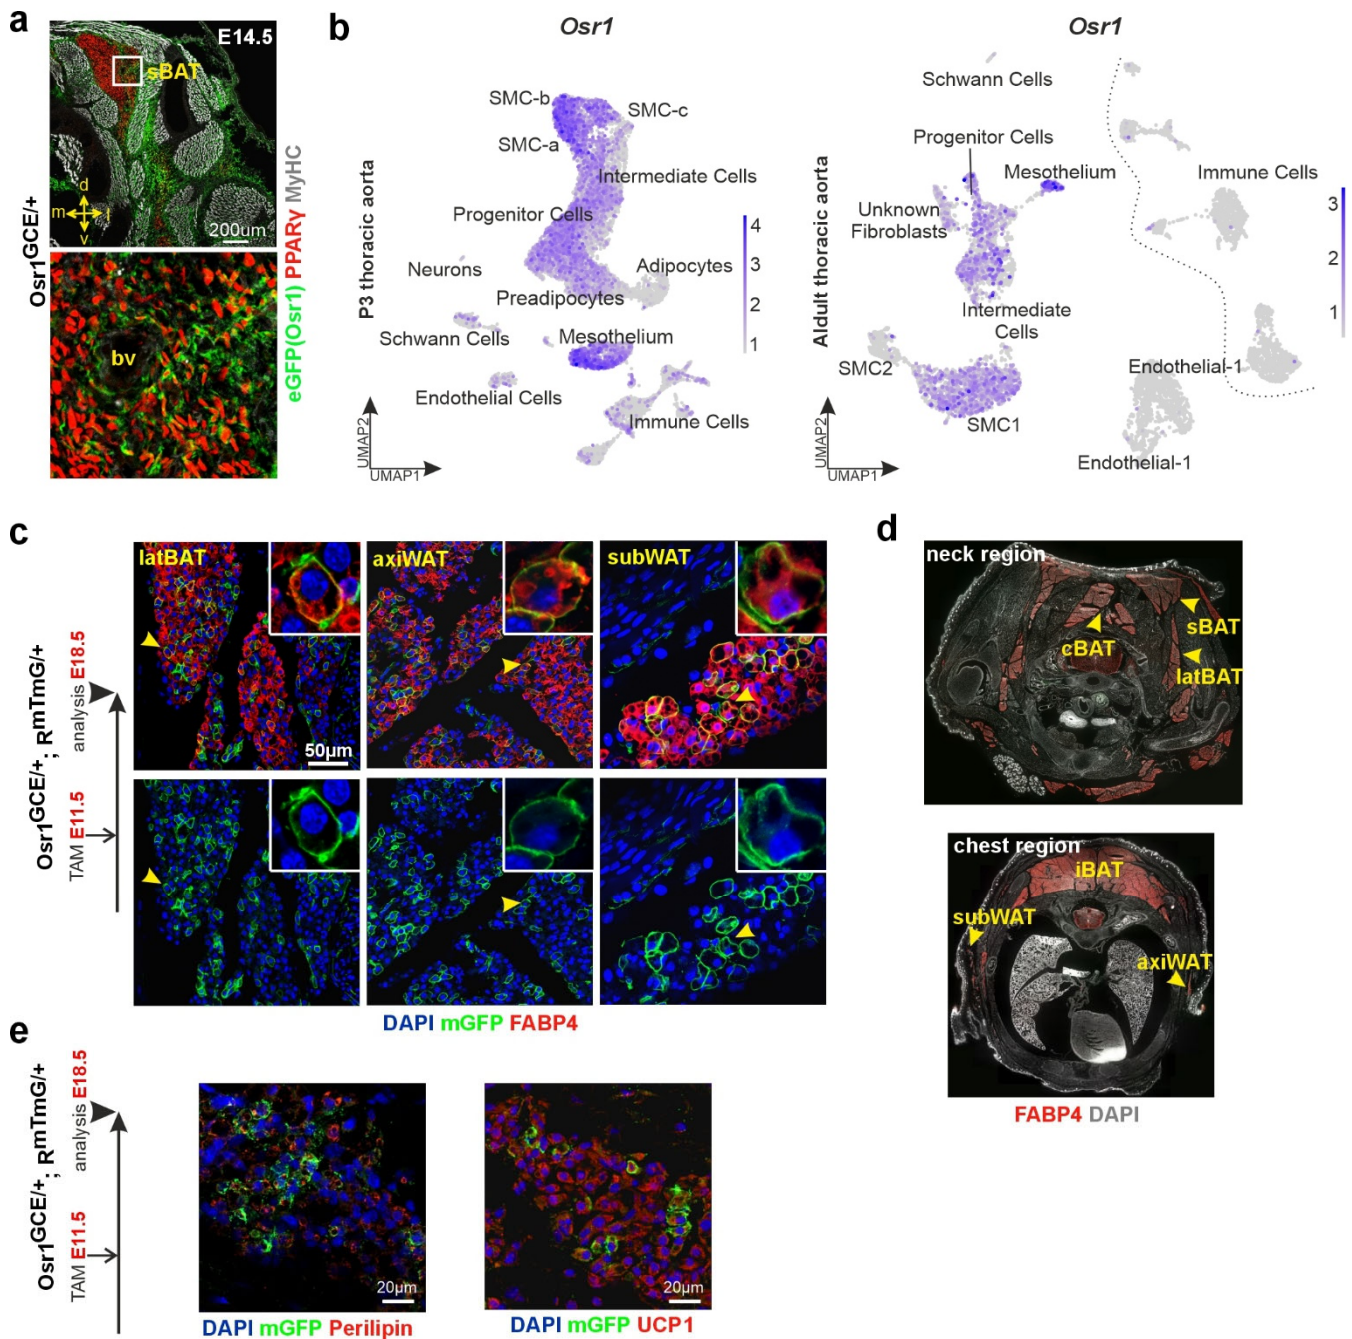 a
E14.5
sBAT
d
m
l
v
200um
bv
Osr1GCE/+
eGFP(Osr1) PPARγ MyHC
b
Osr1
P3 thoracic aorta
SMC-b
SMC-c
SMC-a
Intermediate Cells
Progenitor Cells
Neurons
Adipocytes
Preadipocytes
Schwann Cells
Mesothelium
Endothelial Cells
Immune Cells
4
3
2
1
UMAP2
UMAP1
Osr1
Aldult thoracic aorta
Schwann Cells
Progenitor Cells
Mesothelium
Immune Cells
Unknown
Fibroblasts
Intermediate
Cells
SMC2
SMC1
Endothelial-1
Endothelial-1
3
2
1
UMAP2
UMAP1
c
Osr1GCE/+; RmTmG/+
TAM E11.5
analysis E18.5
latBAT
axiWAT
subWAT
50µm
DAPI mGFP FABP4
d
neck region
sBAT
cBAT
latBAT
chest region
iBAT
subWAT
axiWAT
FABP4 DAPI
e
Osr1GCE/+; RmTmG/+
TAM E11.5
analysis E18.5
20µm
20µm
DAPI mGFP Perilipin
DAPI mGFP UCP1